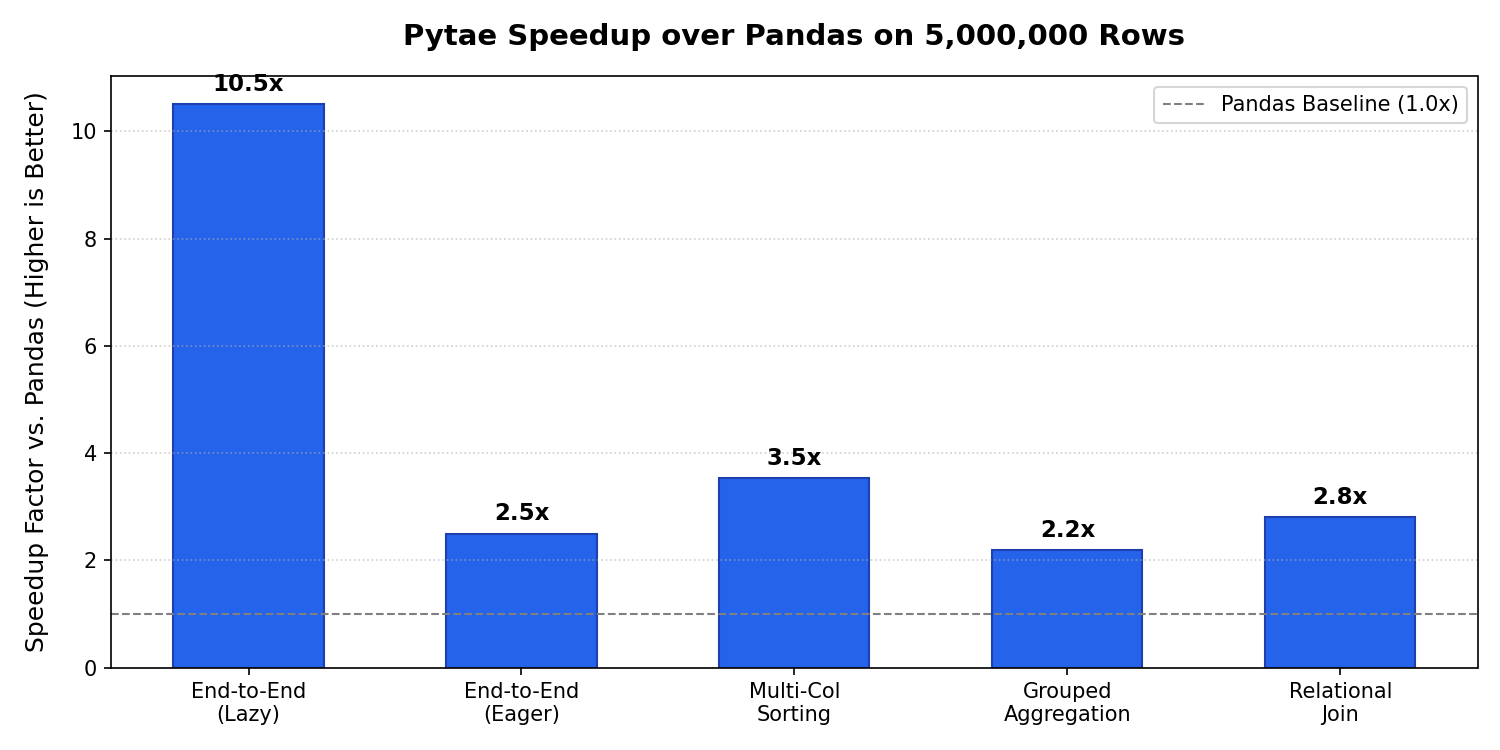 Pytae Speedup over Pandas on 5,000,000 Rows
Speedup Factor vs. Pandas (Higher is Better)
10
8
6
4
2
0
Pandas Baseline (1.0x)
10.5x
2.5x
3.5x
2.2x
2.8x
End-to-End
(Lazy)
End-to-End
(Eager)
Multi-Col
Sorting
Grouped
Aggregation
Relational
Join